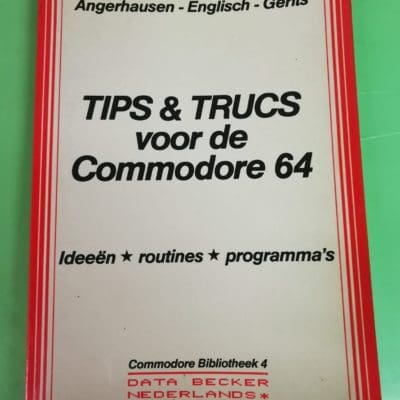 Angerhausen - Englisch - Gerits
TIPS & TRUCS
voor de
Commodore 64
Ideeën ★ routines ★ programma's
Commodore Bibliotheek 4
DATA BECKER
NEDERLANDS*